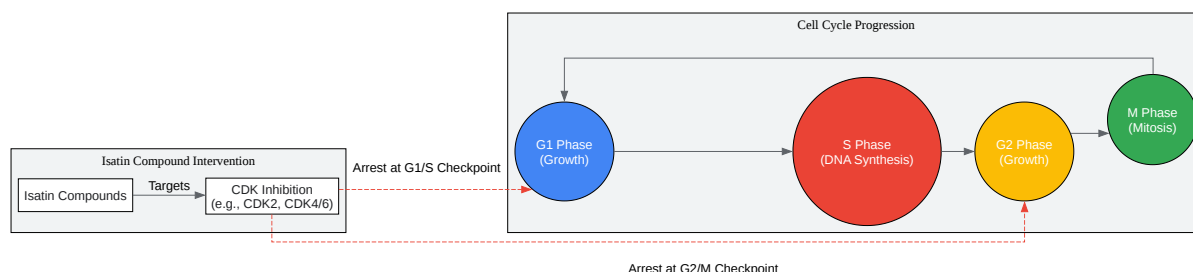 Cell Cycle Progression
M Phase
(Mitosis)
G1 Phase
(Growth)
S Phase
(DNA Synthesis)
G2 Phase
(Growth)
Isatin Compound Intervention
Arrest at G1/S Checkpoint
Isatin Compounds
Targets
CDK Inhibition
(e.g., CDK2, CDK4/6)
Arrest at G2/M Checkpoint